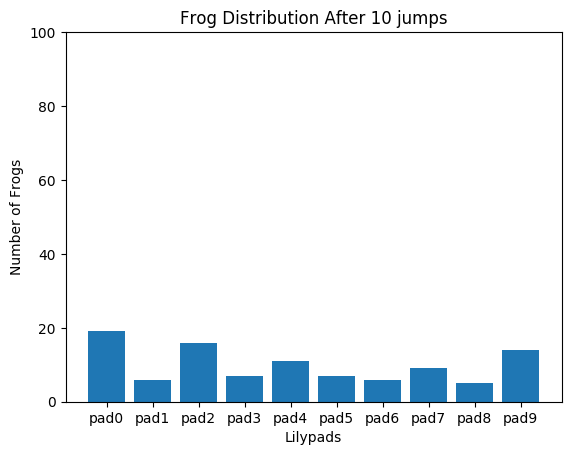 Frog Distribution After 10 jumps
100
80
60
40
20
0
Number of Frogs
pad0 pad1 pad2 pad3 pad4 pad5 pad6 pad7 pad8 pad9
Lilypads